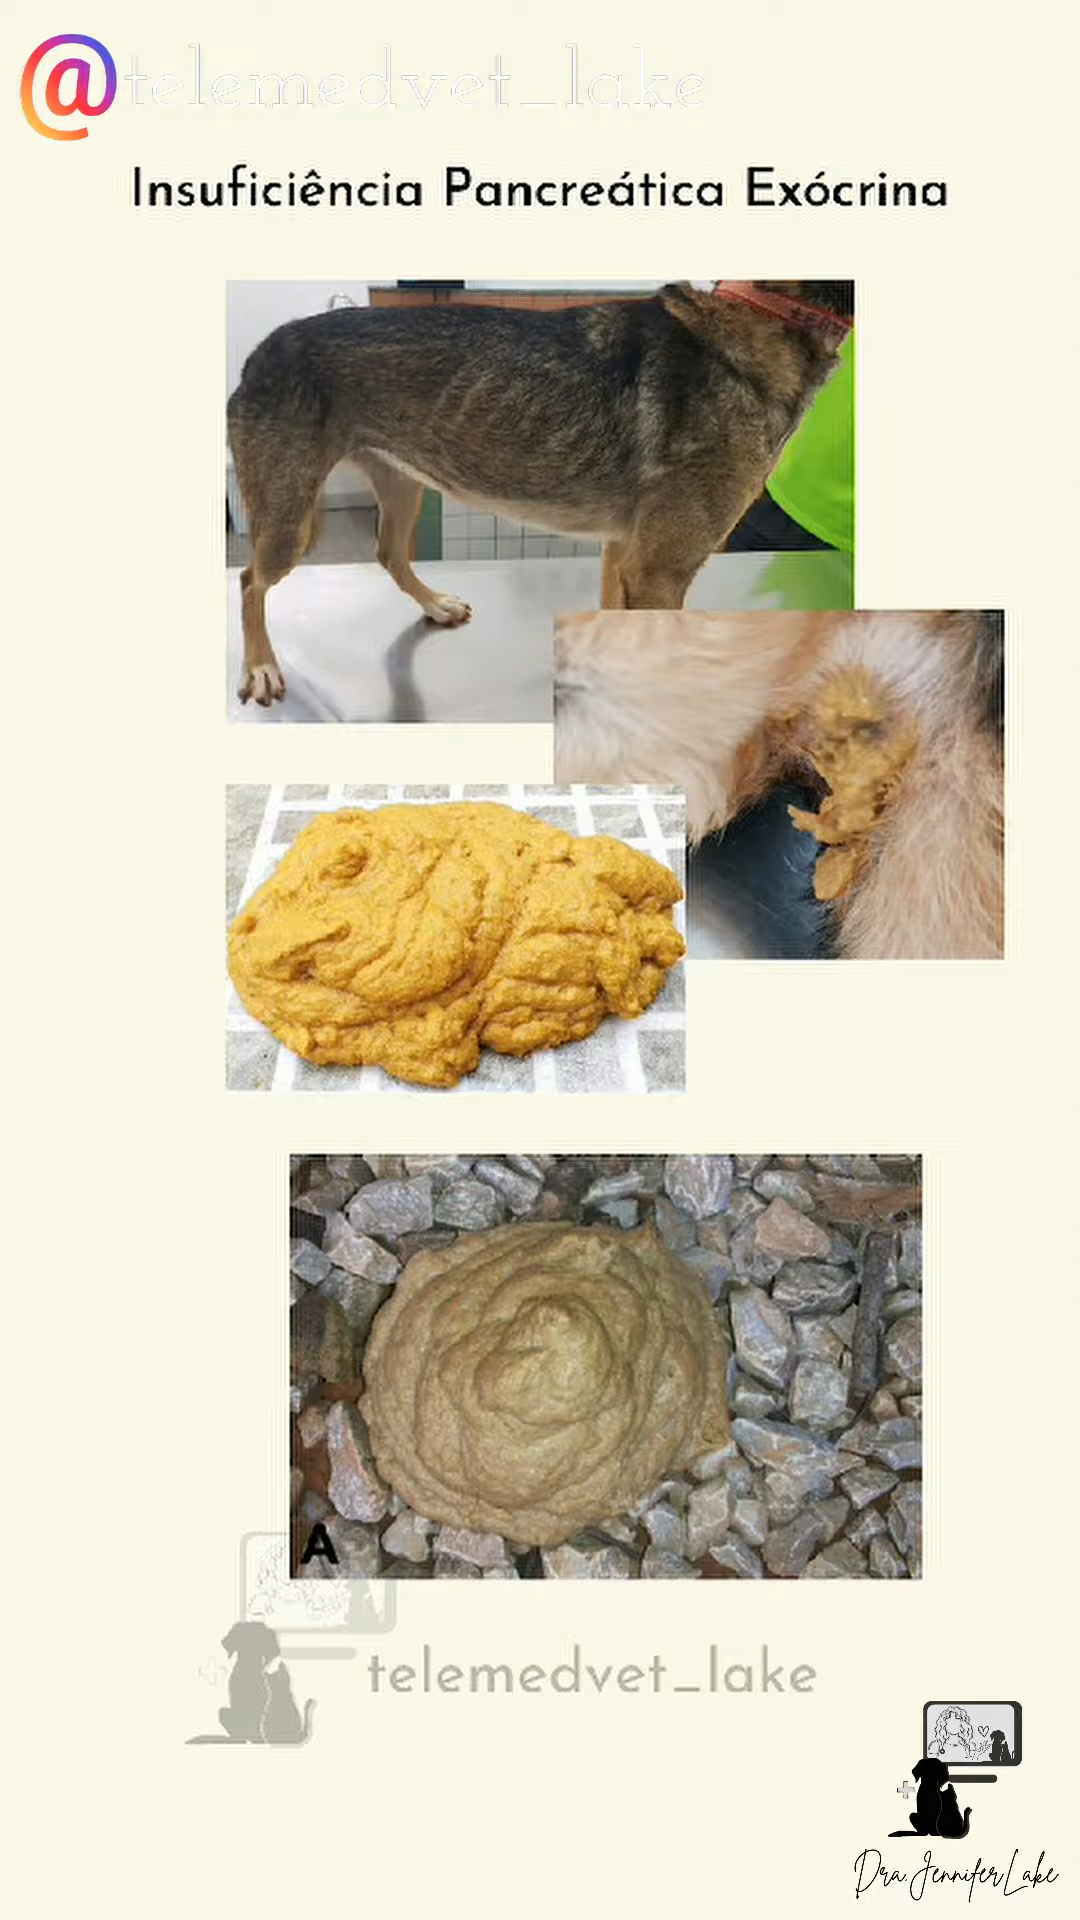 @telemedvet_lake
Insuficiência Pancreática Exócrina
A
telemedvet_lake
Dra. Jennifer Lake